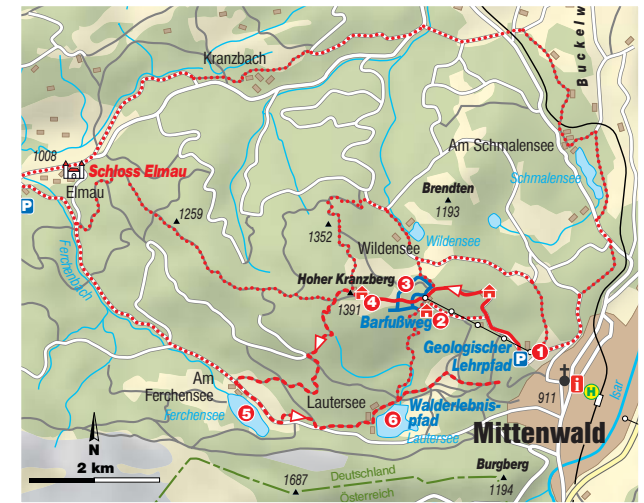 Kranzbach
Buckelw
1008
Schloss Elmau
Elmau
P
Am Schmalensee
Schmalensee
Brendten
1193
1259
1352
Wildensee
Wildensee
Ferchenbach
Hoher Kranzberg
1391
4
3
2
Barfußweg
Geologischer
Lehrpfad
P
1
Am
Ferchensee
Ferchensee
5
Lautersee
6
Walderlebnis-
pfad
Lautersee
911
i
H
Isar
Mittenwald
N
2 km
1687
Deutschland
Österreich
Burgberg
1194